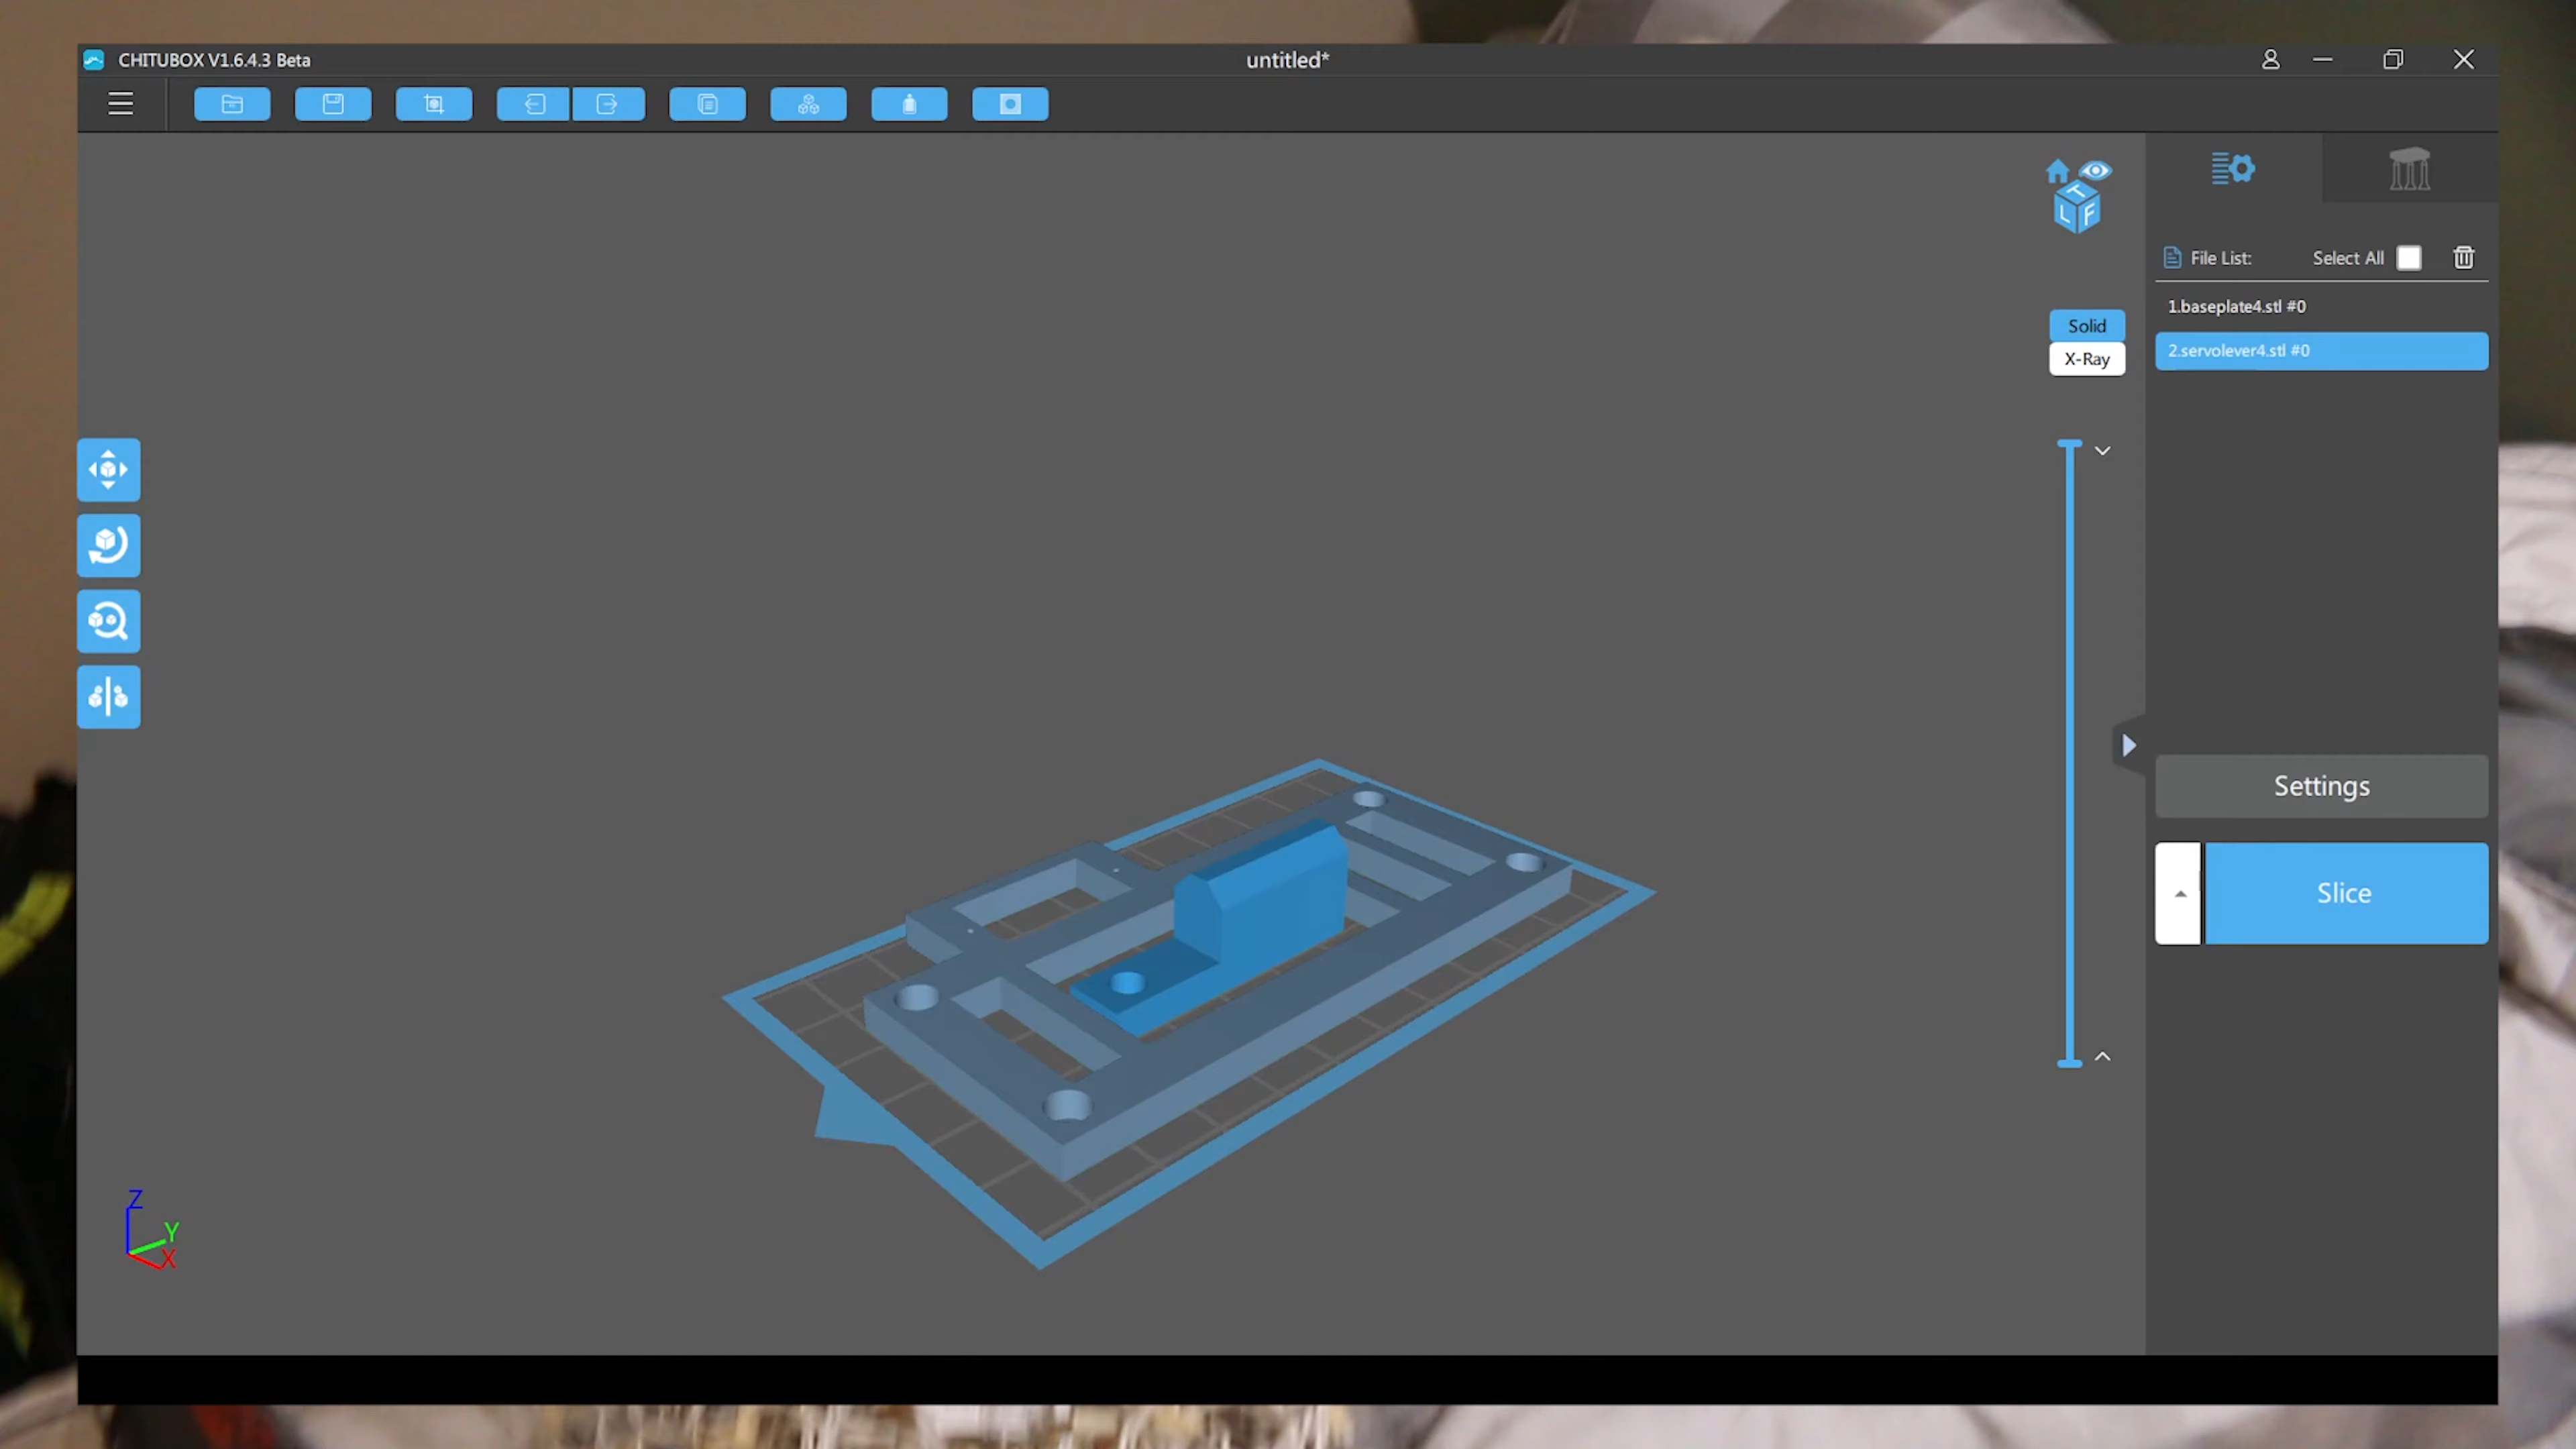 CHITUBOX V1.6.4.3 Beta
untitled*
T
L F
File List:
Select All
1.baseplate4.stl #0
2.servolever4.stl #0
Solid
X-Ray
Settings
Slice
Z
Y
X